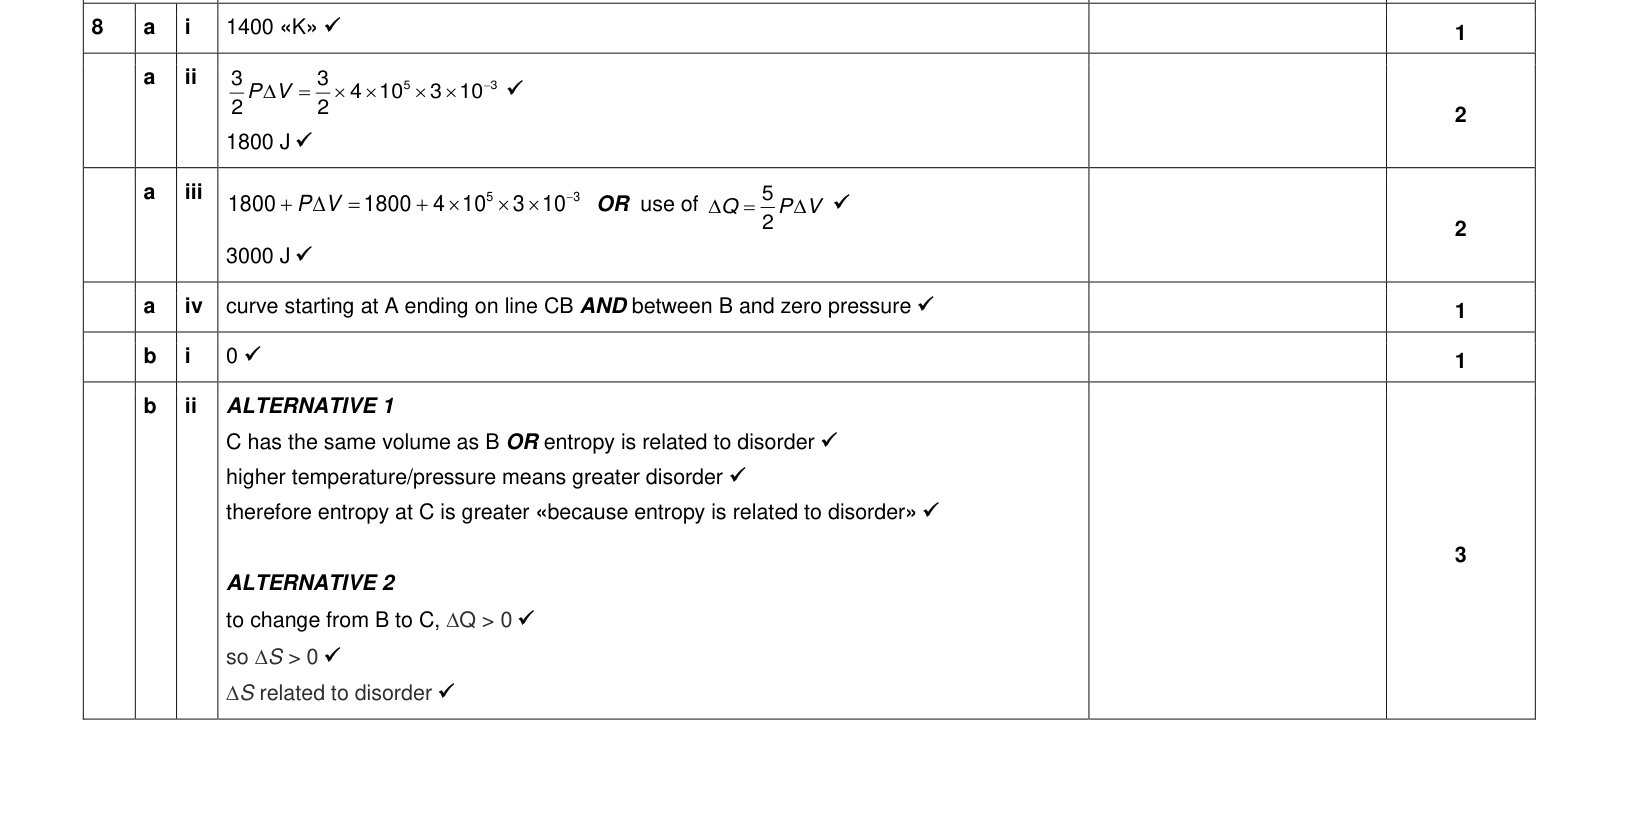 8 a i 1400 «K» ✓ 1
a ii 3/2 PΔV = 3/2 × 4 × 10⁵ × 3 × 10⁻³ ✓
1800 J ✓
2
a iii 1800 + PΔV = 1800 + 4 × 10⁵ × 3 × 10⁻³ OR use of ΔQ = 5/2 PΔV ✓
3000 J ✓
2
a iv curve starting at A ending on line CB AND between B and zero pressure ✓ 1
b i 0 ✓ 1
b ii ALTERNATIVE 1
C has the same volume as B OR entropy is related to disorder ✓
higher temperature/pressure means greater disorder ✓
therefore entropy at C is greater «because entropy is related to disorder» ✓
ALTERNATIVE 2
to change from B to C, ΔQ > 0 ✓
so ΔS > 0 ✓
ΔS related to disorder ✓
3